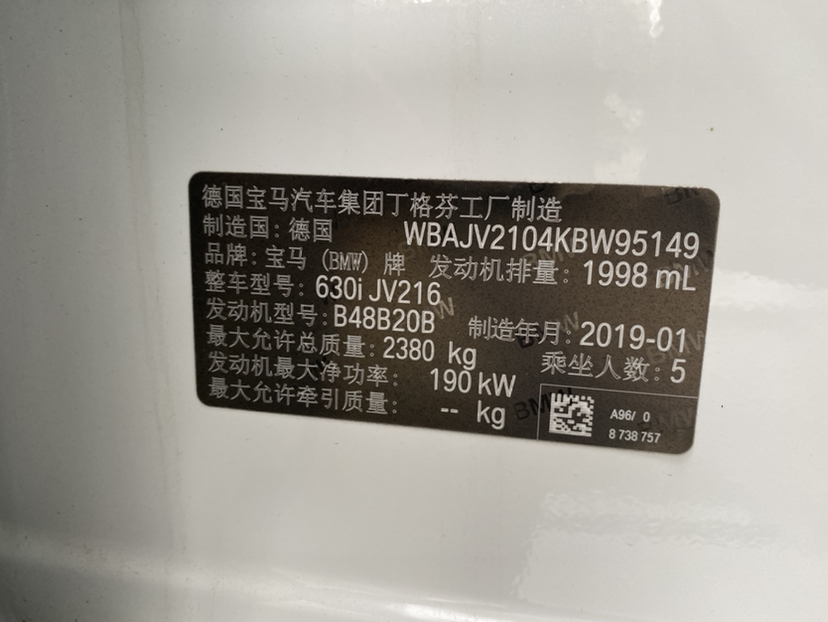 德国宝马汽车集团丁格芬工厂制造
制造国: 德国 WBAJV2104KBW95149
品牌: 宝马 (BMW) 牌 发动机排量: 1998 mL
整车型号: 630i JV216
发动机型号: B48B20B 制造年月: 2019-01
最大允许总质量: 2380 kg 乘坐人数: 5
发动机最大净功率: 190 kW
最大允许牵引质量: -- kg
A96/ 0
8 738 757